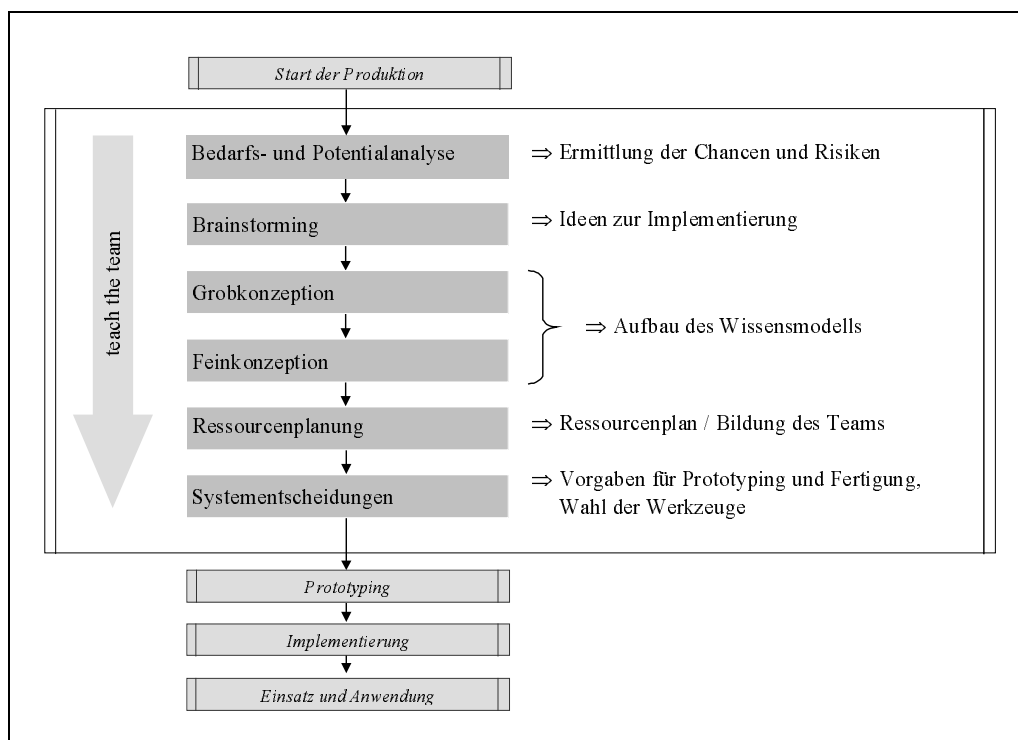 Start der Produktion
teach the team
Bedarfs- und Potentialanalyse
⇒ Ermittlung der Chancen und Risiken
Brainstorming
⇒ Ideen zur Implementierung
Grobkonzeption
⇒ Aufbau des Wissensmodells
Feinkonzeption
Ressourcenplanung
⇒ Ressourcenplan / Bildung des Teams
Systementscheidungen
⇒ Vorgaben für Prototyping und Fertigung,
Wahl der Werkzeuge
Prototyping
Implementierung
Einsatz und Anwendung